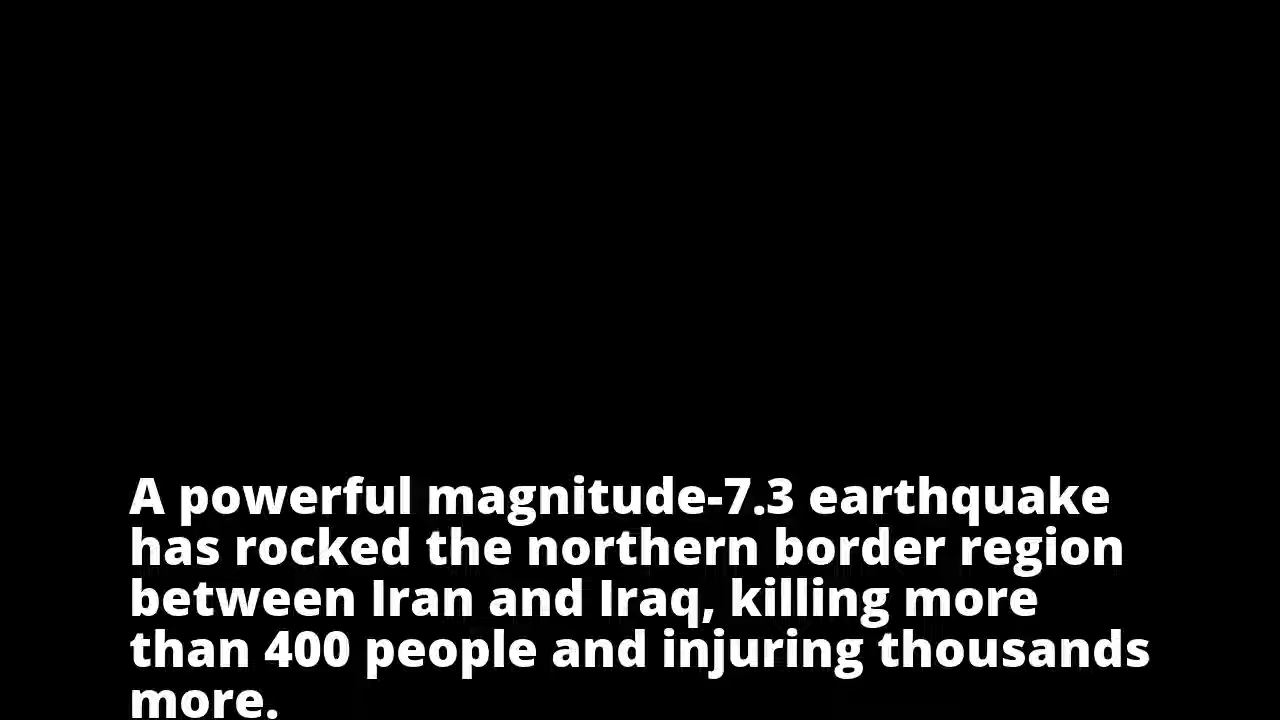 A powerful magnitude-7.3 earthquake
has rocked the northern border region
between Iran and Iraq, killing more
than 400 people and injuring thousands
more.